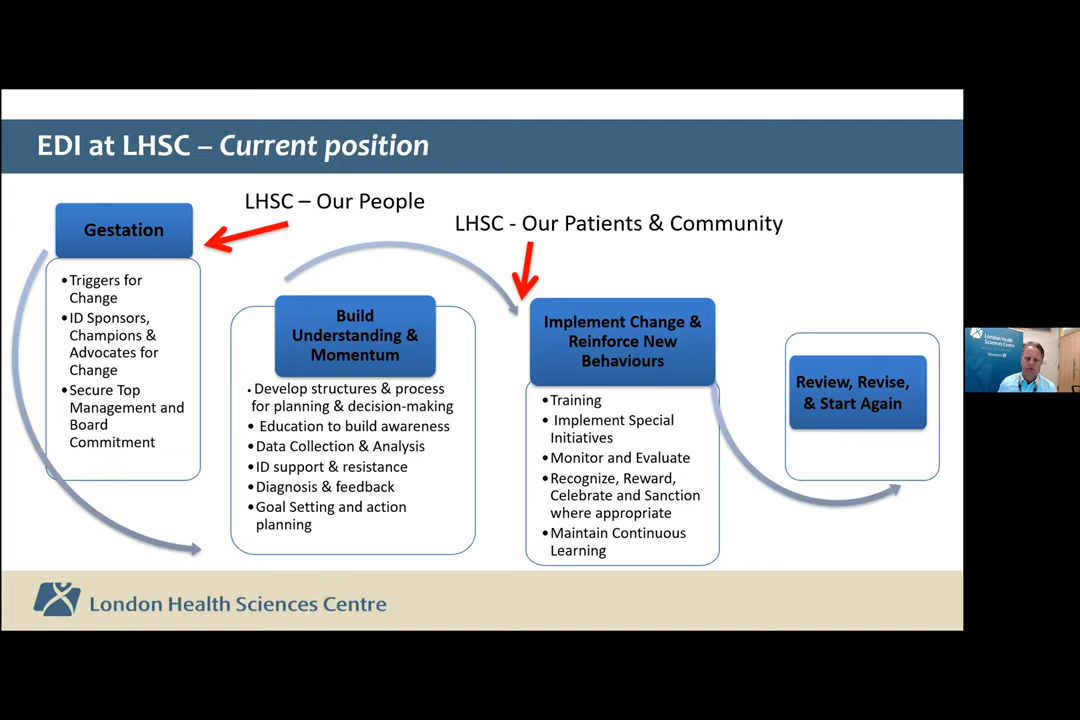 EDI at LHSC – Current position
LHSC – Our People
LHSC - Our Patients & Community
Gestation
•Triggers for
Change
•ID Sponsors,
Champions &
Advocates for
Change
•Secure Top
Management and
Board
Commitment
Build
Understanding &
Momentum
• Develop structures & process
for planning & decision-making
• Education to build awareness
•Data Collection & Analysis
•ID support & resistance
•Diagnosis & feedback
•Goal Setting and action
planning
Implement Change &
Reinforce New
Behaviours
•Training
• Implement Special
Initiatives
•Monitor and Evaluate
•Recognize, Reward,
Celebrate and Sanction
where appropriate
•Maintain Continuous
Learning
Review, Revise,
& Start Again
London Health Sciences Centre
London Health
Sciences Centre